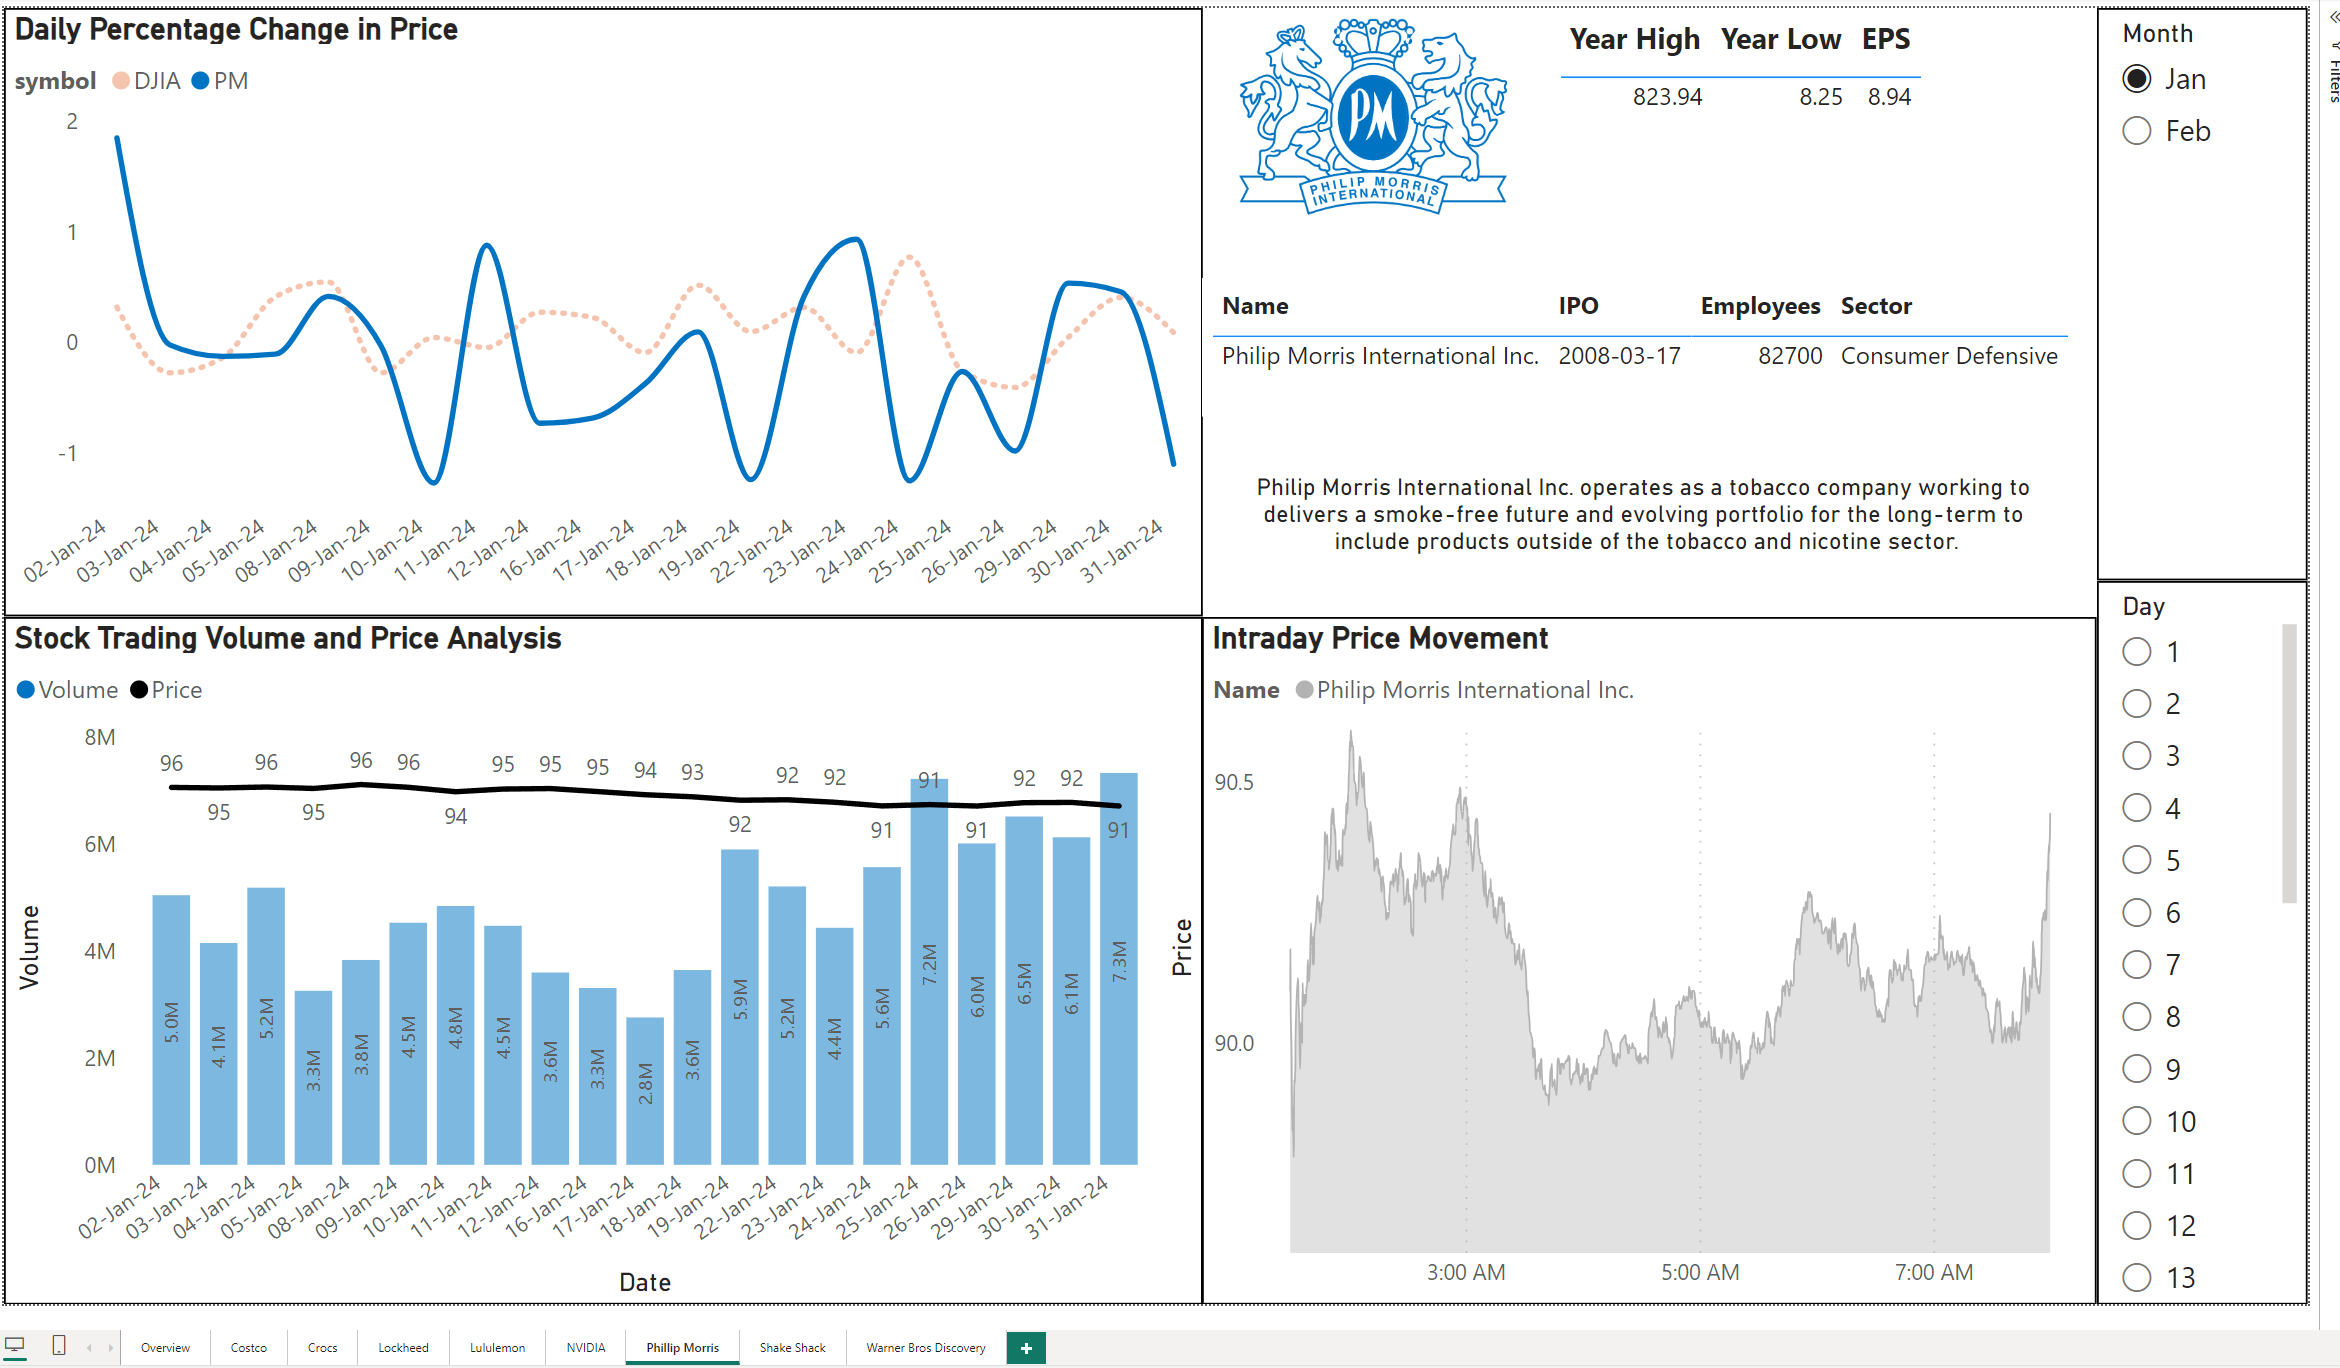 Daily Percentage Change in Price
symbol DJIA PM
2
1
0
-1
02-Jan-24 03-Jan-24 04-Jan-24 05-Jan-24 08-Jan-24 09-Jan-24 10-Jan-24 11-Jan-24 12-Jan-24 16-Jan-24 17-Jan-24 18-Jan-24 19-Jan-24 22-Jan-24 23-Jan-24 24-Jan-24 25-Jan-24 26-Jan-24 29-Jan-24 30-Jan-24 31-Jan-24
PM
PHILIP MORRIS
INTERNATIONAL
Year High Year Low EPS
823.94 8.25 8.94
Name IPO Employees Sector
Philip Morris International Inc. 2008-03-17 82700 Consumer Defensive
Philip Morris International Inc. operates as a tobacco company working to
delivers a smoke-free future and evolving portfolio for the long-term to
include products outside of the tobacco and nicotine sector.
Month
Jan
Feb
Filters
Stock Trading Volume and Price Analysis
Volume Price
Volume
8M
6M
4M
2M
0M
96 95 96 95 96 96 94 95 95 95 94 93 92 92 92 91 91 91 92 92 91
5.0M 4.1M 5.2M 3.3M 3.8M 4.5M 4.8M 4.5M 3.6M 3.3M 2.8M 3.6M 5.9M 5.2M 4.4M 5.6M 7.2M 6.0M 6.5M 6.1M 7.3M
02-Jan-24 03-Jan-24 04-Jan-24 05-Jan-24 08-Jan-24 09-Jan-24 10-Jan-24 11-Jan-24 12-Jan-24 16-Jan-24 17-Jan-24 18-Jan-24 19-Jan-24 22-Jan-24 23-Jan-24 24-Jan-24 25-Jan-24 26-Jan-24 29-Jan-24 30-Jan-24 31-Jan-24
Date
Price
Intraday Price Movement
Name Philip Morris International Inc.
90.5
90.0
3:00 AM 5:00 AM 7:00 AM
Day
1
2
3
4
5
6
7
8
9
10
11
12
13
Overview Costco Crocs Lockheed Lululemon NVIDIA Phillip Morris Shake Shack Warner Bros Discovery +